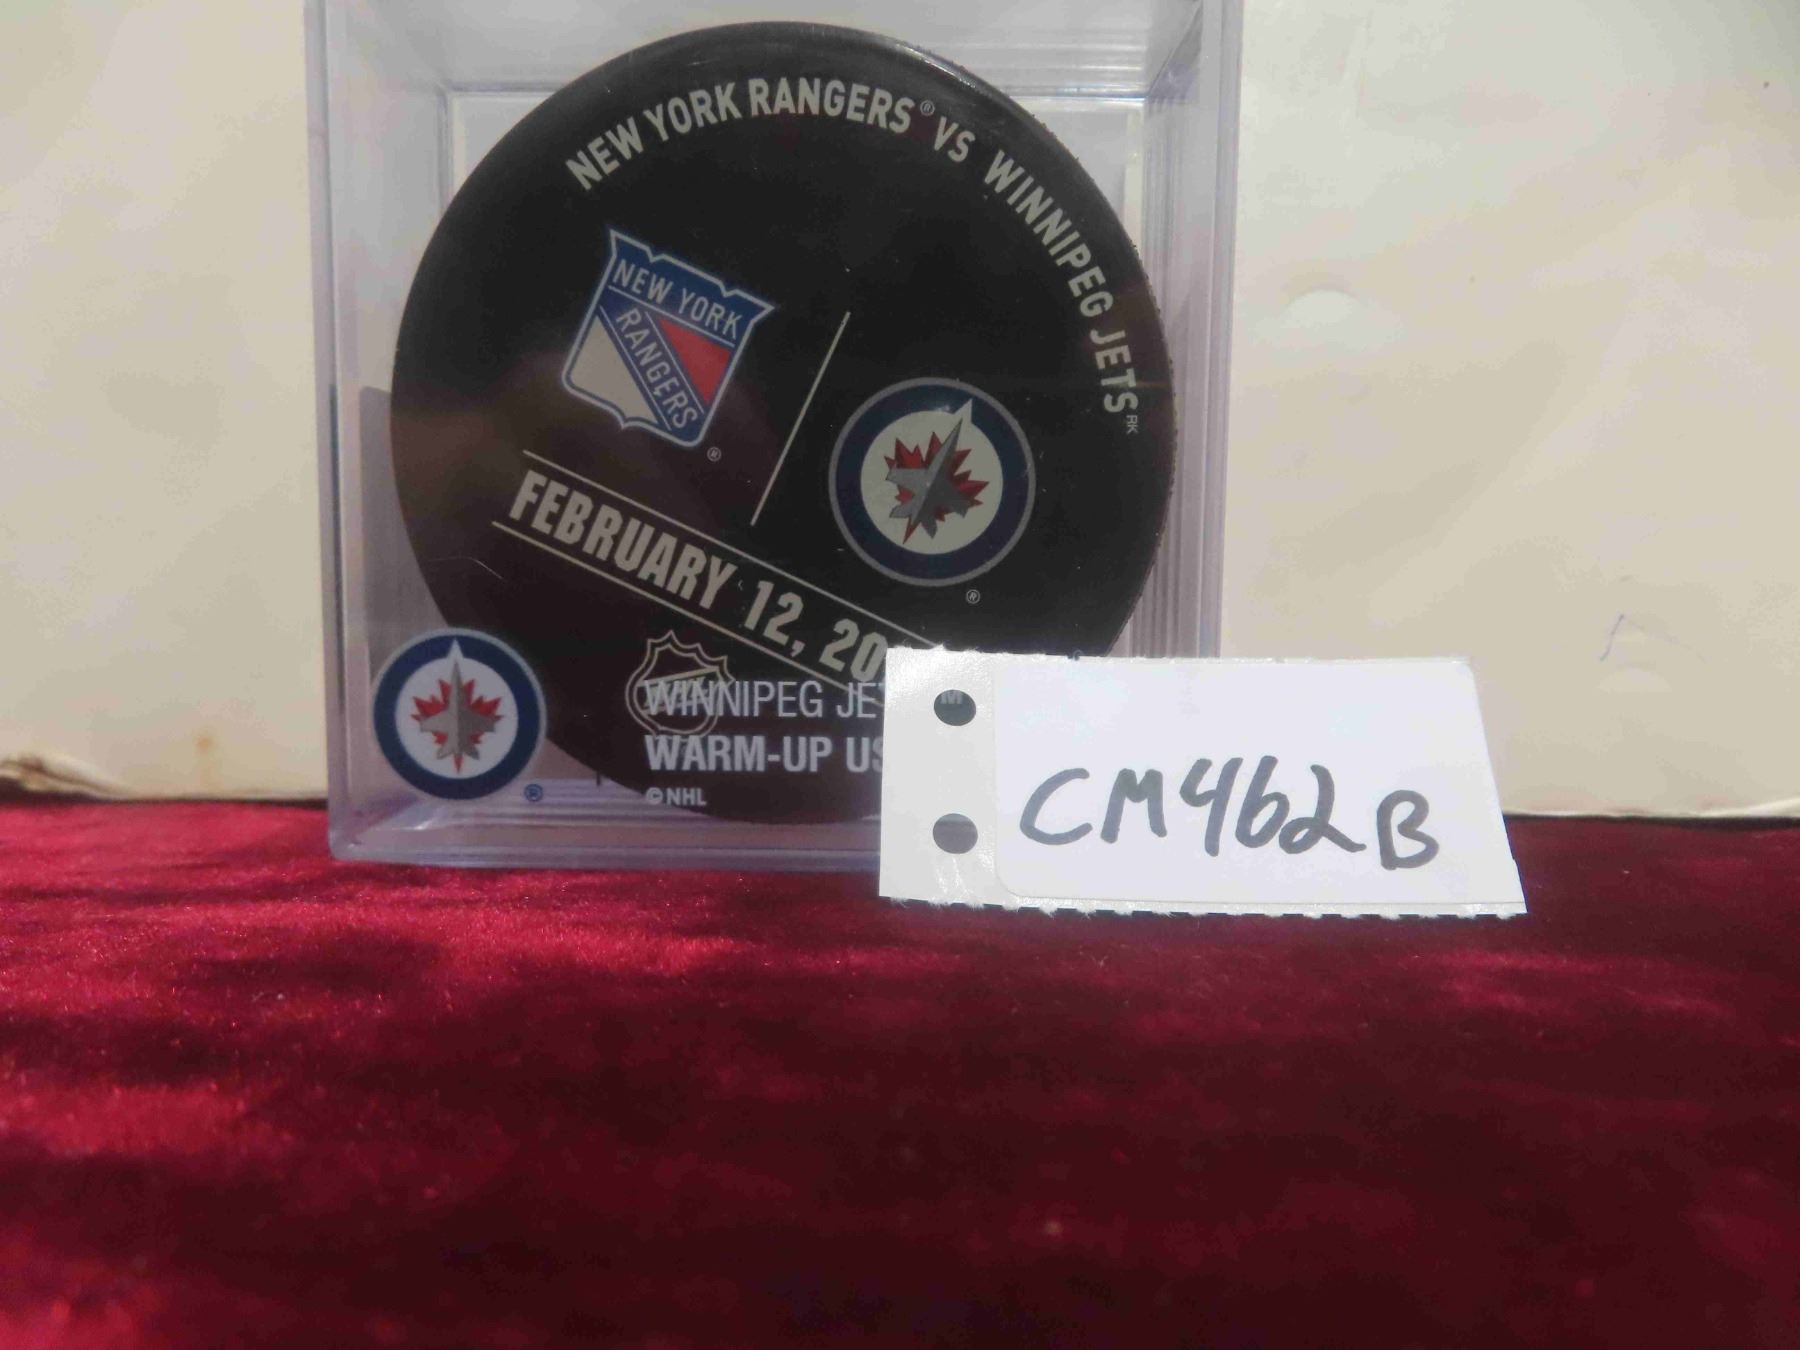 NEW YORK RANGERS® VS WINNIPEG JETS
NEW YORK
RANGERS
®
®
FEBRUARY 12, 20
WINNIPEG JE
WARM-UP US
© NHL
®
M
CM462B